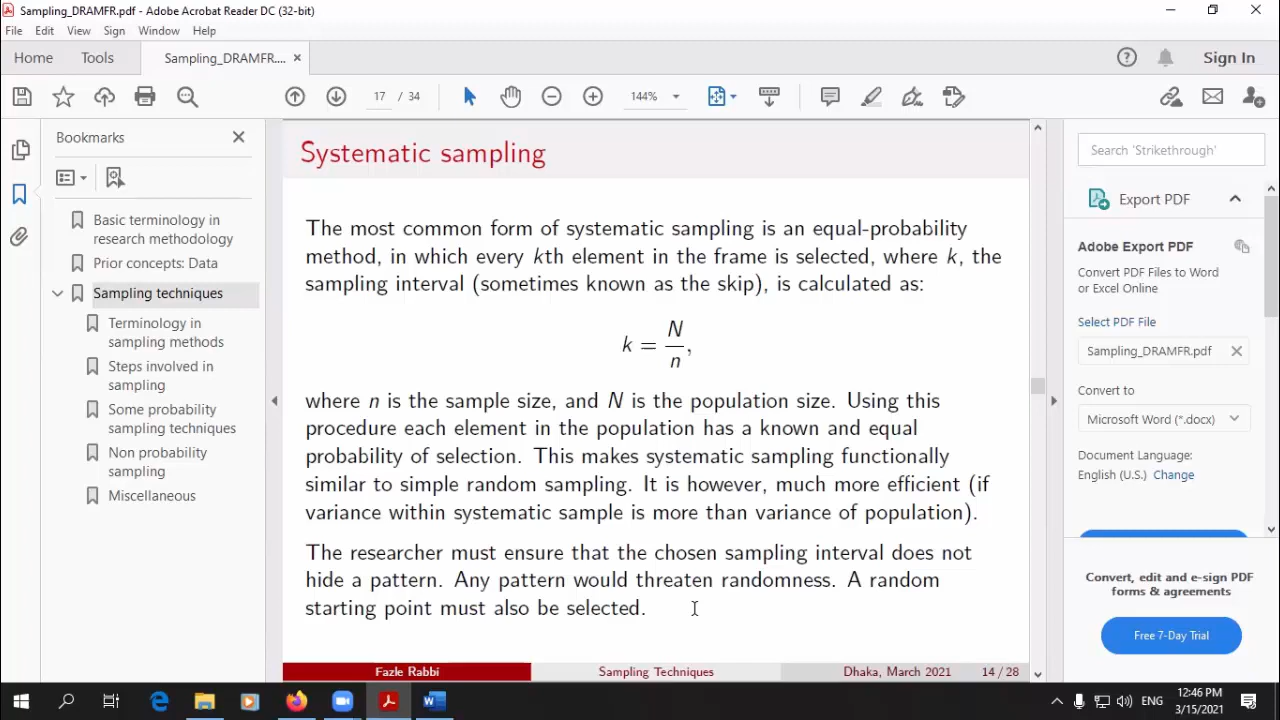 Sampling_DRAMFR.pdf - Adobe Acrobat Reader DC (32-bit)
File Edit View Sign Window Help
Home Tools Sampling_DRAMFR.... × Sign In
17 / 34 144%
Bookmarks
Basic terminology in
research methodology
Prior concepts: Data
Sampling techniques
Terminology in
sampling methods
Steps involved in
sampling
Some probability
sampling techniques
Non probability
sampling
Miscellaneous
Systematic sampling
The most common form of systematic sampling is an equal-probability
method, in which every kth element in the frame is selected, where k, the
sampling interval (sometimes known as the skip), is calculated as:
k = N/n,
where n is the sample size, and N is the population size. Using this
procedure each element in the population has a known and equal
probability of selection. This makes systematic sampling functionally
similar to simple random sampling. It is however, much more efficient (if
variance within systematic sample is more than variance of population).
The researcher must ensure that the chosen sampling interval does not
hide a pattern. Any pattern would threaten randomness. A random
starting point must also be selected.
Fazle Rabbi Sampling Techniques Dhaka, March 2021 14 / 28
Search 'Strikethrough'
Export PDF
Adobe Export PDF
Convert PDF Files to Word
or Excel Online
Select PDF File
Sampling_DRAMFR.pdf
Convert to
Microsoft Word (*.docx)
Document Language:
English (U.S.) Change
Convert, edit and e-sign PDF
forms & agreements
Free 7-Day Trial
ENG
12:46 PM
3/15/2021